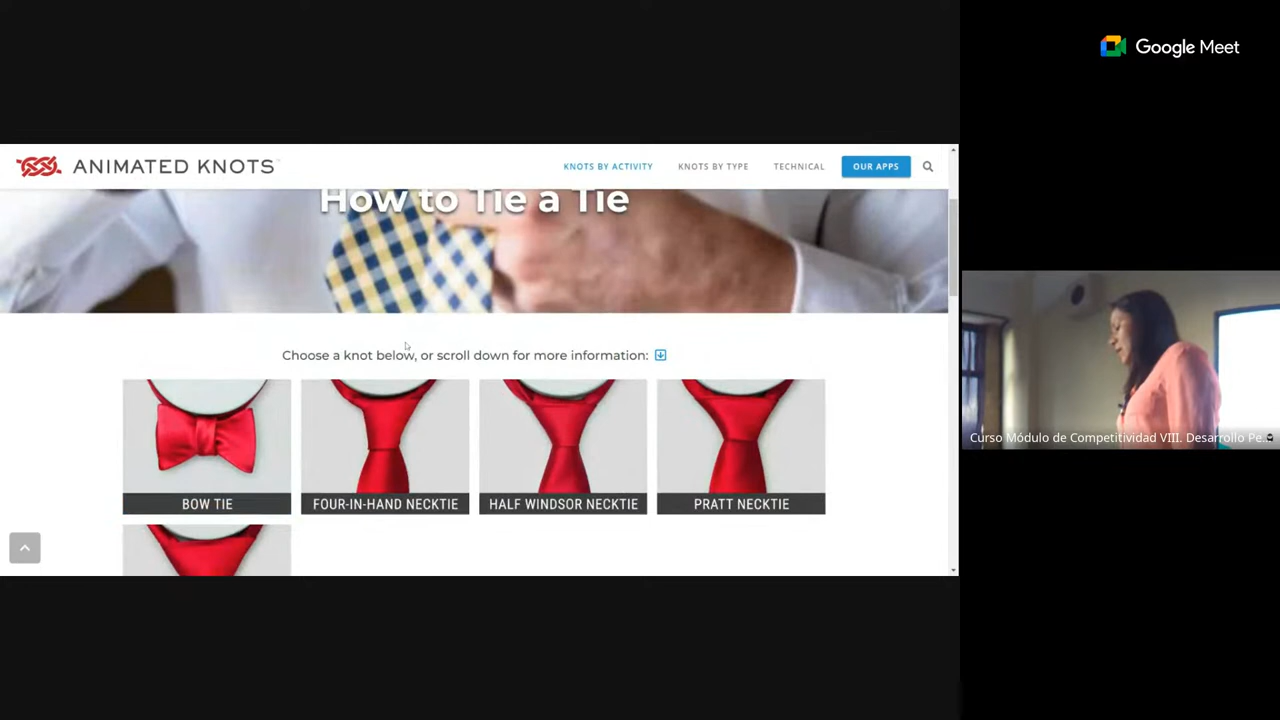 Google Meet
ANIMATED KNOTS
KNOTS BY ACTIVITY
KNOTS BY TYPE
TECHNICAL
OUR APPS
How to Tie a Tie
Choose a knot below, or scroll down for more information:
BOW TIE
FOUR-IN-HAND NECKTIE
HALF WINDSOR NECKTIE
PRATT NECKTIE
Curso Módulo de Competitividad VIII. Desarrollo Pe...